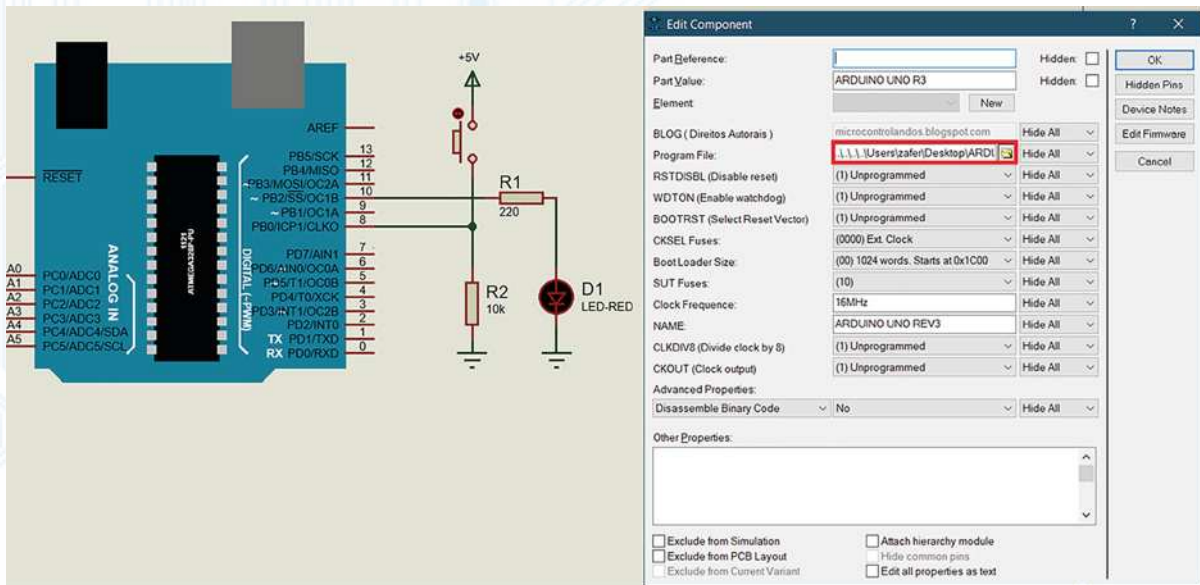 +5V
AREF
PB5/SCK 13
PB4/MISO 12
RESET
~PB3/MOSI/OC2A 11
~ PB2/SS/OC1B 10
R1
220
~ PB1/OC1A 9
PB0/ICP1/CLKO 8
PD7/AIN1 7
~PD6/AIN0/OC0A 6
~PD5/T1/OC0B 5
PD4/T0/XCK 4
~PD3/INT1/OC2B 3
PD2/INT0 2
TX PD1/TXD 1
RX PD0/RXD 0
DIGITAL (~PWM)
ANALOG IN
A0 PC0/ADC0
A1 PC1/ADC1
A2 PC2/ADC2
A3 PC3/ADC3
A4 PC4/ADC4/SDA
A5 PC5/ADC5/SCL
R2
10k
D1
LED-RED
Edit Component ? ×
Part Reference: Hidden:
Part Value: ARDUINO UNO R3 Hidden:
Element New
BLOG ( Direitos Autorais ) microcontrolandos.blogspot.com Hide All
Program File: ..\..\..\..\Users\zafer\Desktop\ARDI Hide All
RSTDISBL (Disable reset) (1) Unprogrammed Hide All
WDTON (Enable watchdog) (1) Unprogrammed Hide All
BOOTRST (Select Reset Vector) (1) Unprogrammed Hide All
CKSEL Fuses: (0000) Ext. Clock Hide All
Boot Loader Size: (00) 1024 words. Starts at 0x1C00 Hide All
SUT Fuses: (10) Hide All
Clock Frequence: 16MHz Hide All
NAME ARDUINO UNO REV3 Hide All
CLKDIV8 (Divide clock by 8) (1) Unprogrammed Hide All
CKOUT (Clock output) (1) Unprogrammed Hide All
Advanced Properties:
Disassemble Binary Code No Hide All
Other Properties:
Exclude from Simulation Attach hierarchy module
Exclude from PCB Layout Hide common pins
Exclude from Current Variant Edit all properties as text
OK
Hidden Pins
Device Notes
Edit Firmware
Cancel